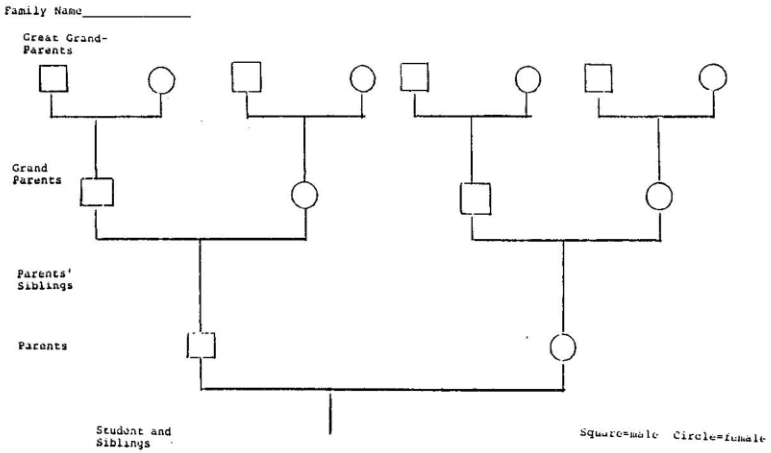 Family Name
Great Grand-
Parents
Grand
Parents
Parents'
Siblings
Parents
Student and
Siblings
Square=male Circle=female